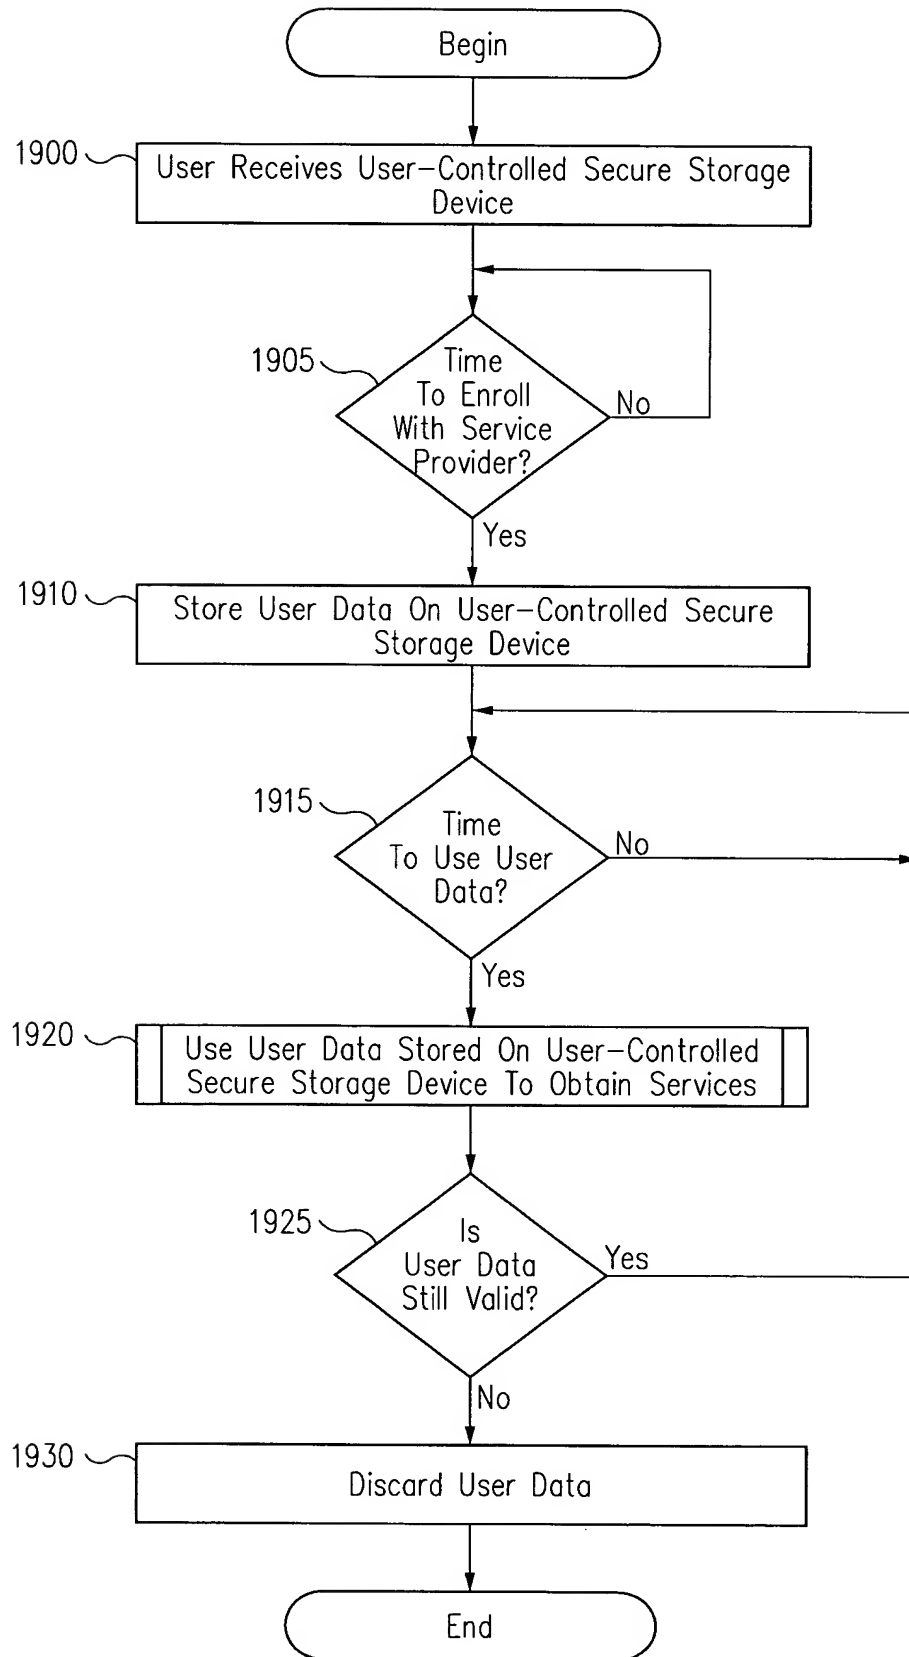 Begin
1900
User Receives User-Controlled Secure Storage
Device
1905
Time
To Enroll
With Service
Provider?
No
Yes
1910
Store User Data On User-Controlled Secure
Storage Device
1915
Time
To Use User
Data?
No
Yes
1920
Use User Data Stored On User-Controlled
Secure Storage Device To Obtain Services
1925
Is
User Data
Still Valid?
Yes
No
1930
Discard User Data
End